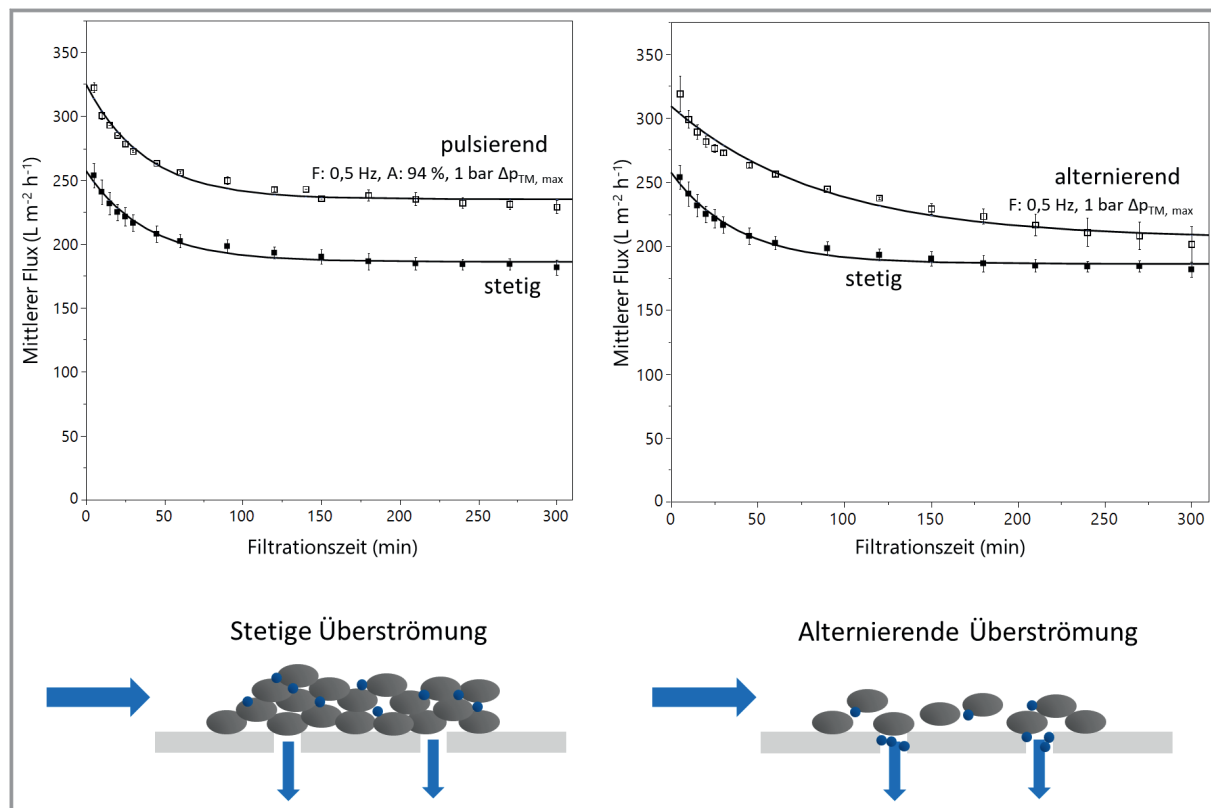 350
300
250
200
150
100
50
0
Mittlerer Flux (L m⁻² h⁻¹)
pulsierend
F: 0,5 Hz, A: 94 %, 1 bar Δp_TM, max
stetig
0 50 100 150 200 250 300
Filtrationszeit (min)
350
300
250
200
150
100
50
0
Mittlerer Flux (L m⁻² h⁻¹)
alternierend
F: 0,5 Hz, 1 bar Δp_TM, max
stetig
0 50 100 150 200 250 300
Filtrationszeit (min)
Stetige Überströmung
Alternierende Überströmung